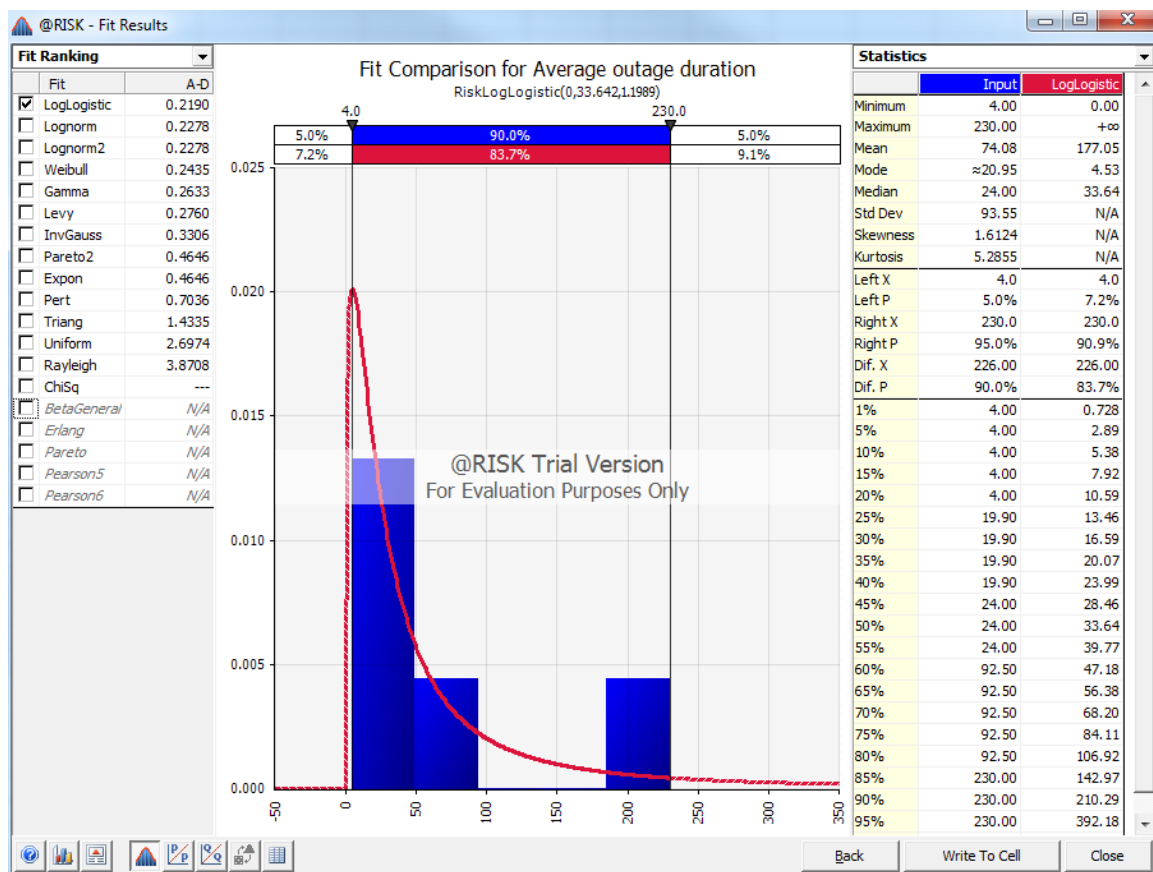 @RISK - Fit Results
Fit Ranking
Fit A-D
LogLogistic 0.2190
Lognorm 0.2278
Lognorm2 0.2278
Weibull 0.2435
Gamma 0.2633
Levy 0.2760
InvGauss 0.3306
Pareto2 0.4646
Expon 0.4646
Pert 0.7036
Triang 1.4335
Uniform 2.6974
Rayleigh 3.8708
ChiSq ---
BetaGeneral N/A
Erlang N/A
Pareto N/A
Pearson5 N/A
Pearson6 N/A
Fit Comparison for Average outage duration
RiskLogLogistic(0,33.642,1.1989)
4.0 230.0
5.0% 90.0% 5.0%
7.2% 83.7% 9.1%
0.025
0.020
0.015
0.010
0.005
0.000
@RISK Trial Version
For Evaluation Purposes Only
-50 0 50 100 150 200 250 300 350
Statistics
Input LogLogistic
Minimum 4.00 0.00
Maximum 230.00 +∞
Mean 74.08 177.05
Mode ≈20.95 4.53
Median 24.00 33.64
Std Dev 93.55 N/A
Skewness 1.6124 N/A
Kurtosis 5.2855 N/A
Left X 4.0 4.0
Left P 5.0% 7.2%
Right X 230.0 230.0
Right P 95.0% 90.9%
Dif. X 226.00 226.00
Dif. P 90.0% 83.7%
1% 4.00 0.728
5% 4.00 2.89
10% 4.00 5.38
15% 4.00 7.92
20% 4.00 10.59
25% 19.90 13.46
30% 19.90 16.59
35% 19.90 20.07
40% 19.90 23.99
45% 24.00 28.46
50% 24.00 33.64
55% 24.00 39.77
60% 92.50 47.18
65% 92.50 56.38
70% 92.50 68.20
75% 92.50 84.11
80% 92.50 106.92
85% 230.00 142.97
90% 230.00 210.29
95% 230.00 392.18
Back Write To Cell Close